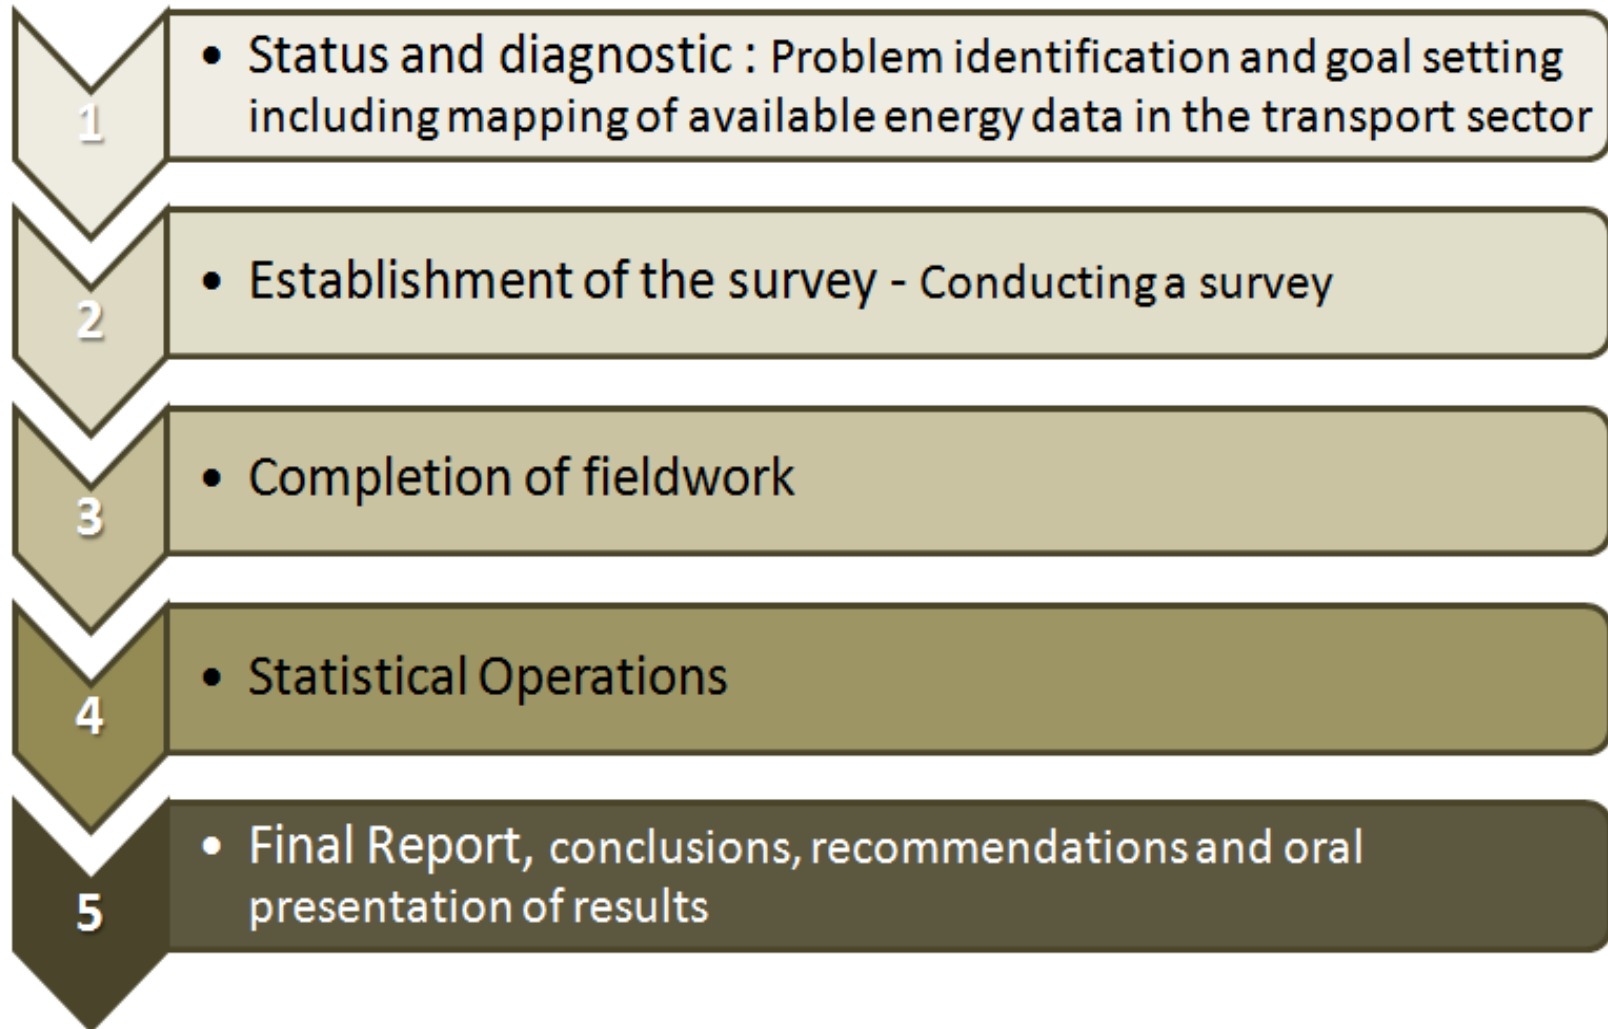 1
• Status and diagnostic : Problem identification and goal setting
including mapping of available energy data in the transport sector
2
• Establishment of the survey - Conducting a survey
3
• Completion of fieldwork
4
• Statistical Operations
5
• Final Report, conclusions, recommendations and oral
presentation of results